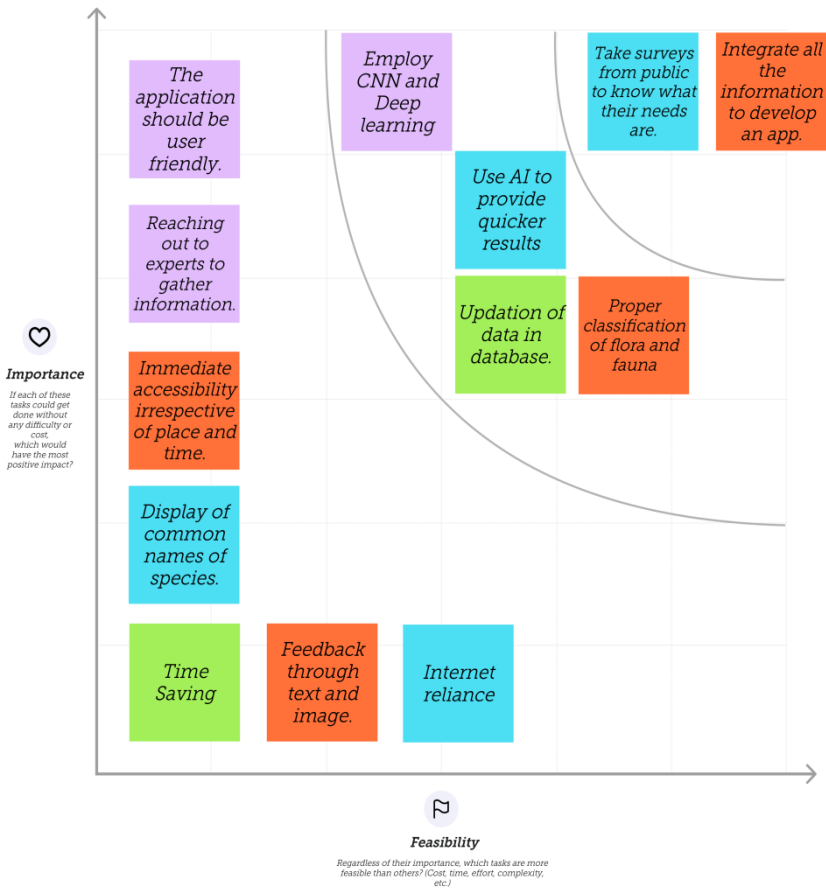 The
application
should be
user
friendly.
Employ
CNN and
Deep
learning
Take surveys
from public
to know what
their needs
are.
Integrate all
the
information
to develop
an app.
Use AI to
provide
quicker
results
Reaching
out to
experts to
gather
information.
Updation of
data in
database.
Proper
classification
of flora and
fauna
Importance
If each of these
tasks could get
done without
any difficulty or
cost,
which would
have the most
positive impact?
Immediate
accessibility
irrespective
of place and
time.
Display of
common
names of
species.
Time
Saving
Feedback
through
text and
image.
Internet
reliance
Feasibility
Regardless of their importance, which tasks are more
feasible than others? (Cost, time, effort, complexity,
etc.)